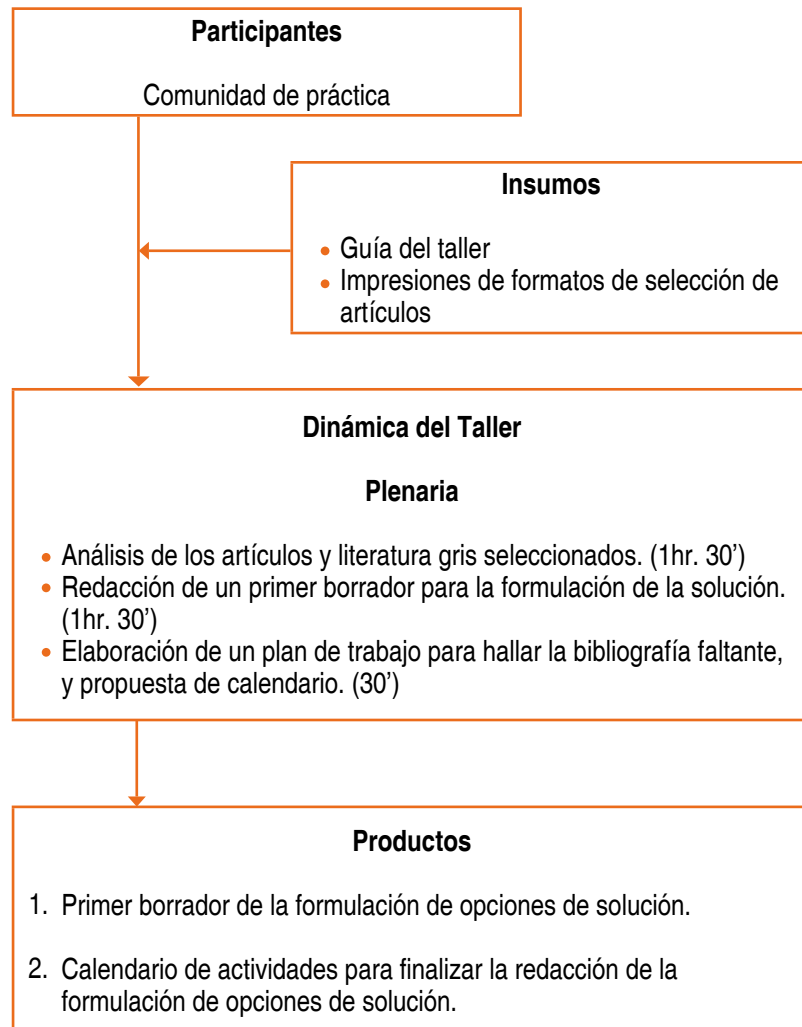 Participantes
Comunidad de práctica
Insumos
• Guía del taller
• Impresiones de formatos de selección de
artículos
Dinámica del Taller
Plenaria
• Análisis de los artículos y literatura gris seleccionados. (1hr. 30’)
• Redacción de un primer borrador para la formulación de la solución.
(1hr. 30’)
• Elaboración de un plan de trabajo para hallar la bibliografía faltante,
y propuesta de calendario. (30’)
Productos
1. Primer borrador de la formulación de opciones de solución.
2. Calendario de actividades para finalizar la redacción de la
formulación de opciones de solución.